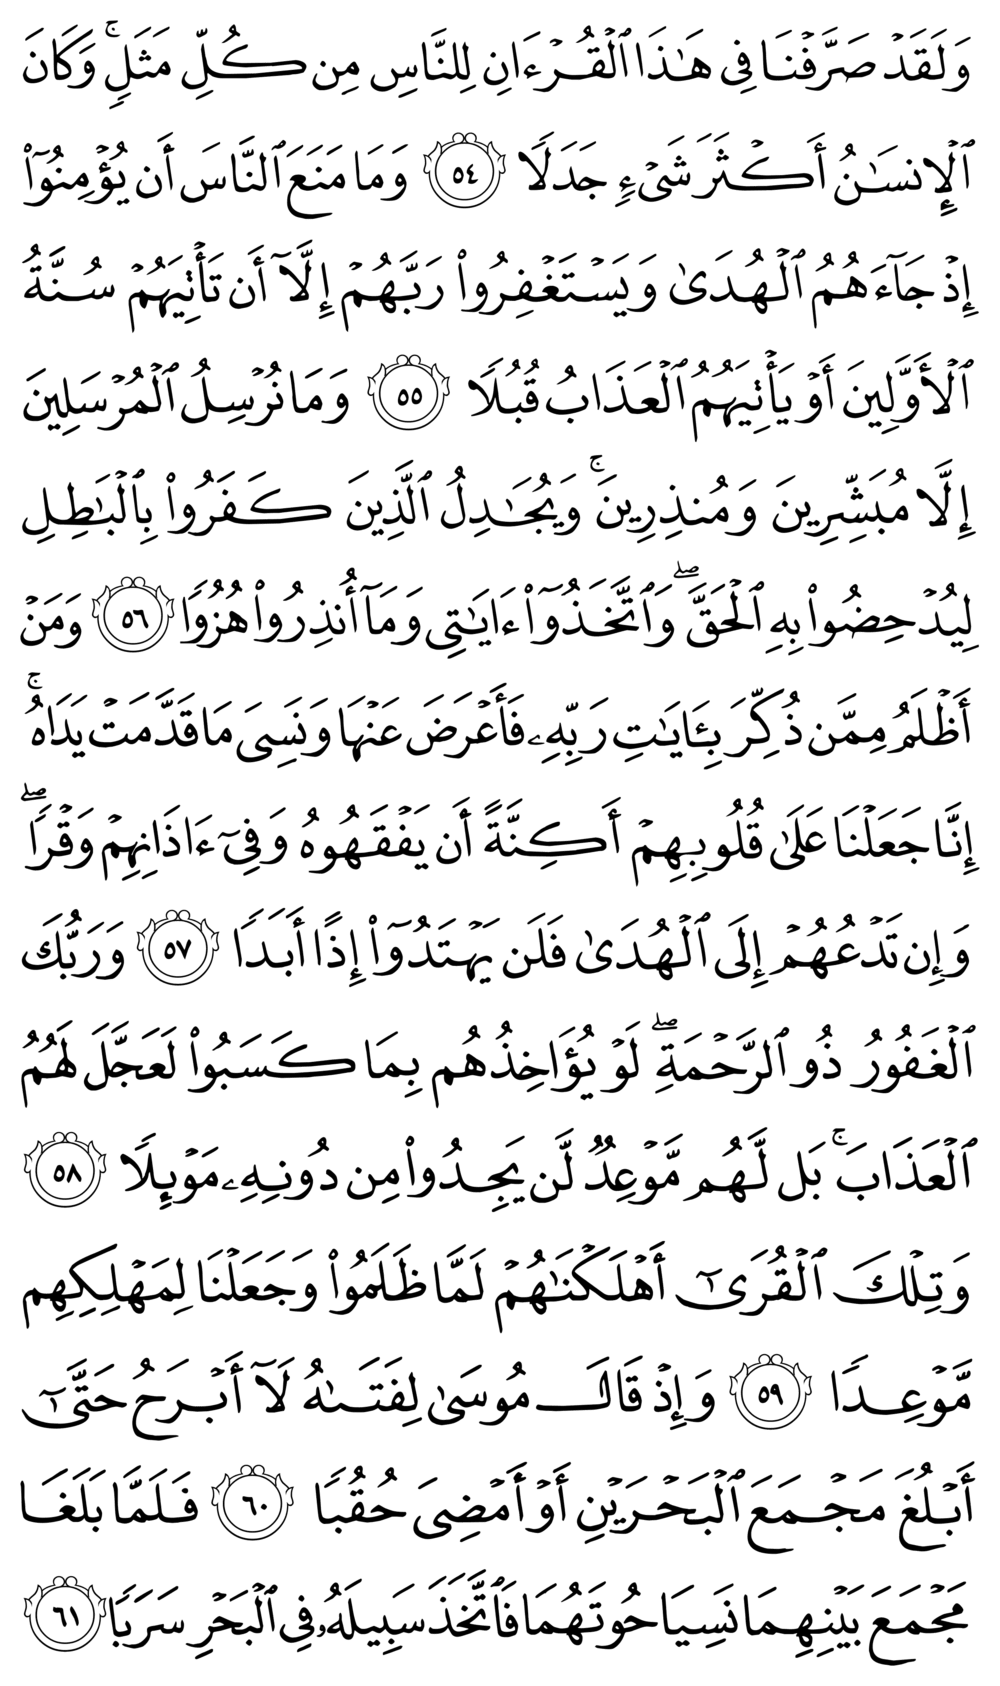 وَلَقَدۡ صَرَّفۡنَا فِي هَٰذَا ٱلۡقُرۡءَانِ لِلنَّاسِ مِن كُلِّ مَثَلٖۚ وَكَانَ
ٱلۡإِنسَٰنُ أَكۡثَرَ شَيۡءٖ جَدَلٗا ٥٤ وَمَا مَنَعَ ٱلنَّاسَ أَن يُؤۡمِنُوٓاْ
إِذۡ جَآءَهُمُ ٱلۡهُدَىٰ وَيَسۡتَغۡفِرُواْ رَبَّهُمۡ إِلَّآ أَن تَأۡتِيَهُمۡ سُنَّةُ
ٱلۡأَوَّلِينَ أَوۡ يَأۡتِيَهُمُ ٱلۡعَذَابُ قُبُلٗا ٥٥ وَمَا نُرۡسِلُ ٱلۡمُرۡسَلِينَ
إِلَّا مُبَشِّرِينَ وَمُنذِرِينَۚ وَيُجَٰدِلُ ٱلَّذِينَ كَفَرُواْ بِٱلۡبَٰطِلِ
لِيُدۡحِضُواْ بِهِ ٱلۡحَقَّۖ وَٱتَّخَذُوٓاْ ءَايَٰتِي وَمَآ أُنذِرُواْ هُزُوٗا ٥٦ وَمَنۡ
أَظۡلَمُ مِمَّن ذُكِّرَ بِـَٔايَٰتِ رَبِّهِۦ فَأَعۡرَضَ عَنۡهَا وَنَسِيَ مَا قَدَّمَتۡ يَدَاهُۚ
إِنَّا جَعَلۡنَا عَلَىٰ قُلُوبِهِمۡ أَكِنَّةً أَن يَفۡقَهُوهُ وَفِيٓ ءَاذَانِهِمۡ وَقۡرٗاۖ
وَإِن تَدۡعُهُمۡ إِلَى ٱلۡهُدَىٰ فَلَن يَهۡتَدُوٓاْ إِذًا أَبَدٗا ٥٧ وَرَبُّكَ
ٱلۡغَفُورُ ذُو ٱلرَّحۡمَةِۖ لَوۡ يُؤَاخِذُهُم بِمَا كَسَبُواْ لَعَجَّلَ لَهُمُ
ٱلۡعَذَابَۚ بَل لَّهُم مَّوۡعِدٞ لَّن يَجِدُواْ مِن دُونِهِۦ مَوۡئِلٗا ٥٨
وَتِلۡكَ ٱلۡقُرَىٰٓ أَهۡلَكۡنَٰهُمۡ لَمَّا ظَلَمُواْ وَجَعَلۡنَا لِمَهۡلِكِهِم
مَّوۡعِدٗا ٥٩ وَإِذۡ قَالَ مُوسَىٰ لِفَتَىٰهُ لَآ أَبۡرَحُ حَتَّىٰٓ
أَبۡلُغَ مَجۡمَعَ ٱلۡبَحۡرَيۡنِ أَوۡ أَمۡضِيَ حُقُبٗا ٦٠ فَلَمَّا بَلَغَا
مَجۡمَعَ بَيۡنِهِمَا نَسِيَا حُوتَهُمَا فَٱتَّخَذَ سَبِيلَهُۥ فِي ٱلۡبَحۡرِ سَرَبٗا ٦١